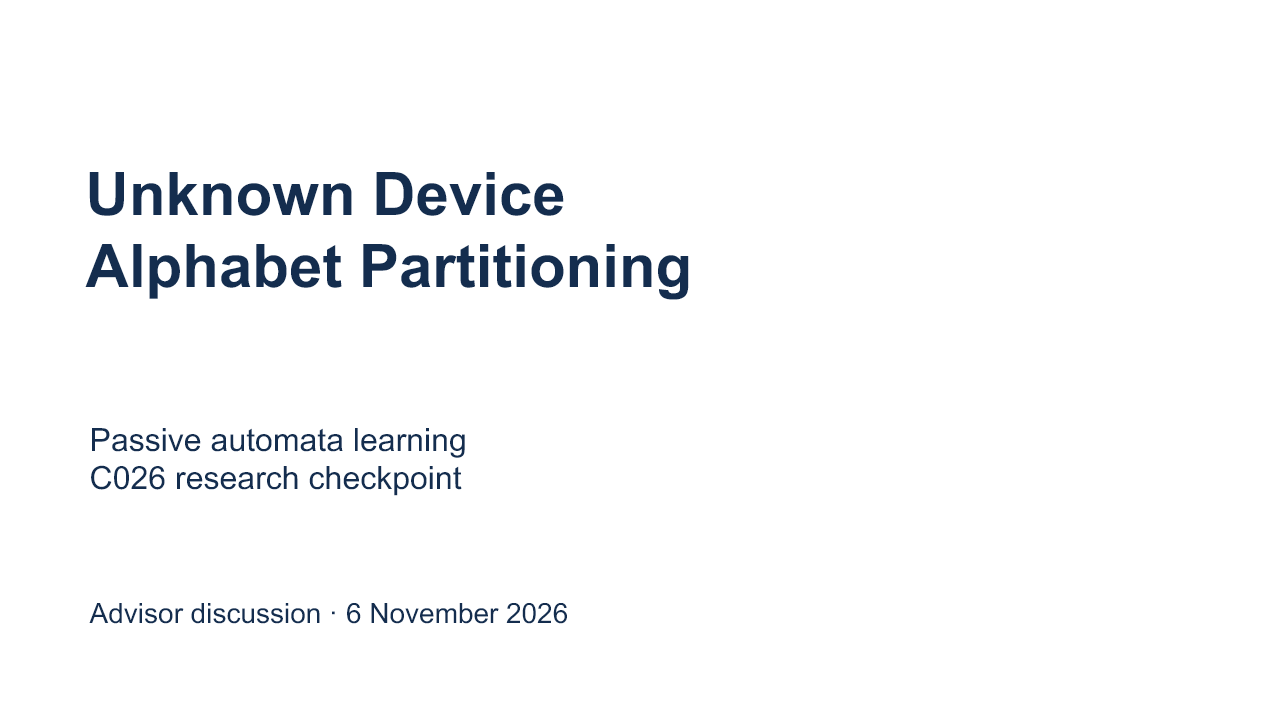 Unknown Device
Alphabet Partitioning
Passive automata learning
C026 research checkpoint
Advisor discussion · 6 November 2026